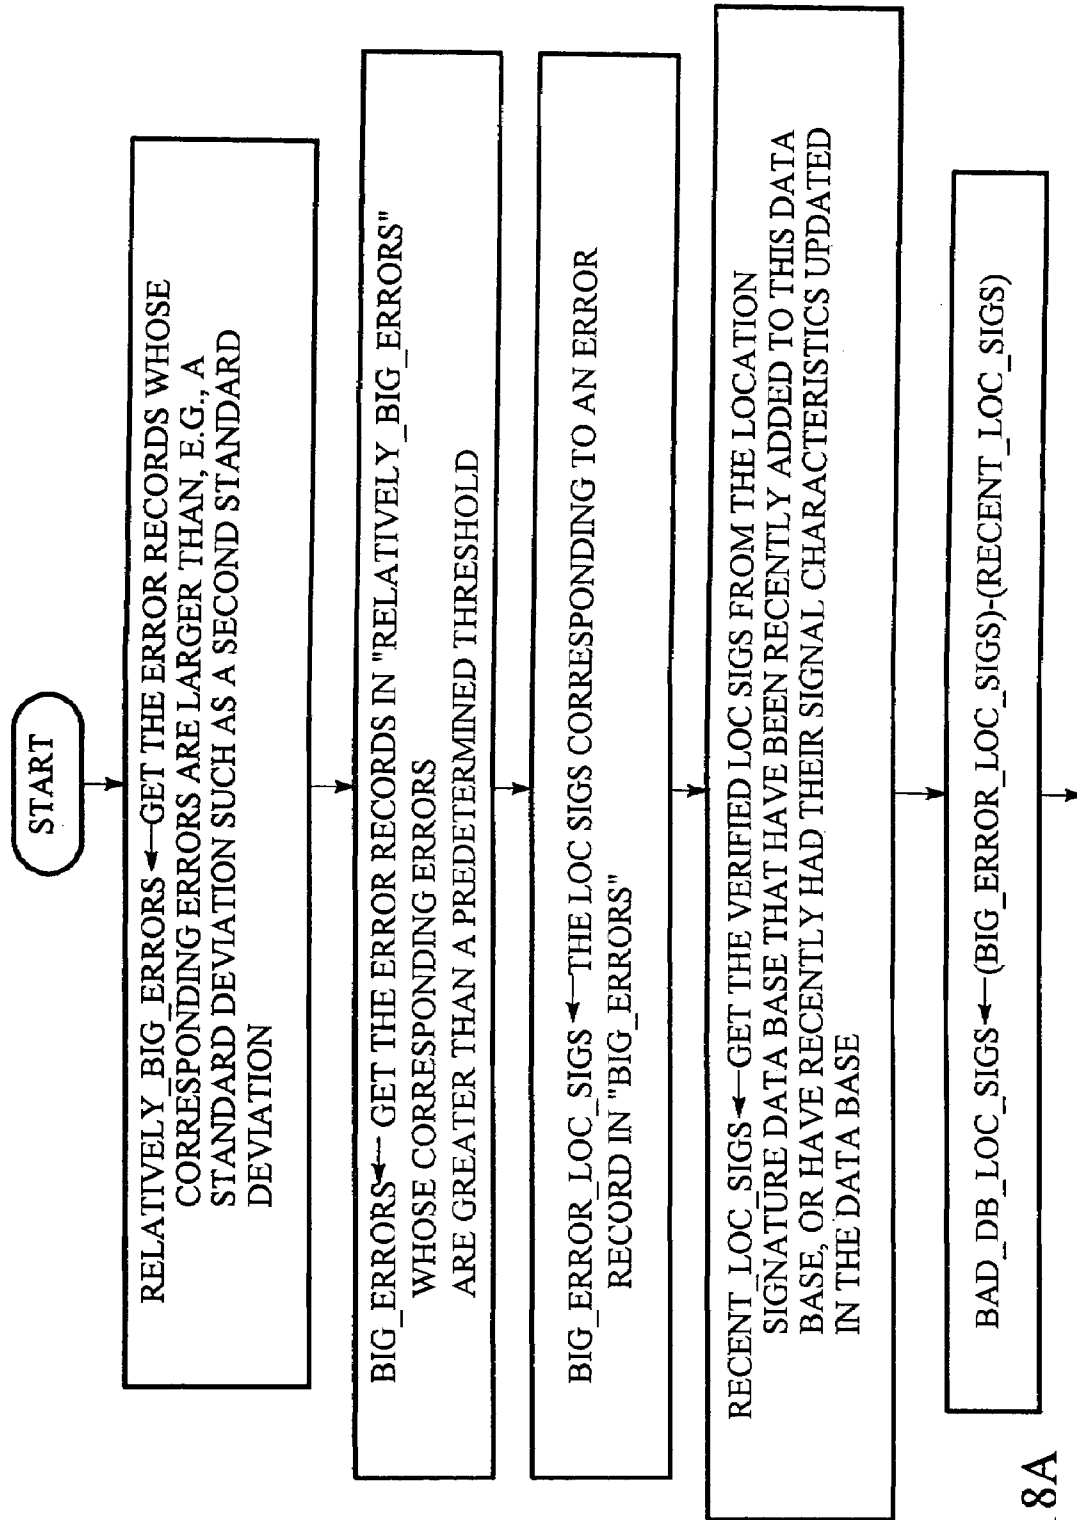 START
RELATIVELY_BIG_ERRORS ← GET THE ERROR RECORDS WHOSE
CORRESPONDING ERRORS ARE LARGER THAN, E.G., A
STANDARD DEVIATION SUCH AS A SECOND STANDARD
DEVIATION
BIG_ERRORS ← GET THE ERROR RECORDS IN "RELATIVELY_BIG_ERRORS"
WHOSE CORRESPONDING ERRORS
ARE GREATER THAN A PREDETERMINED THRESHOLD
BIG_ERROR_LOC_SIGS ← THE LOC SIGS CORRESPONDING TO AN ERROR
RECORD IN "BIG_ERRORS"
RECENT_LOC_SIGS ← GET THE VERIFIED LOC SIGS FROM THE LOCATION
SIGNATURE DATA BASE THAT HAVE BEEN RECENTLY ADDED TO THIS DATA
BASE, OR HAVE RECENTLY HAD THEIR SIGNAL CHARACTERISTICS UPDATED
IN THE DATA BASE
BAD_DB_LOC_SIGS ← (BIG_ERROR_LOC_SIGS)-(RECENT_LOC_SIGS)
8A